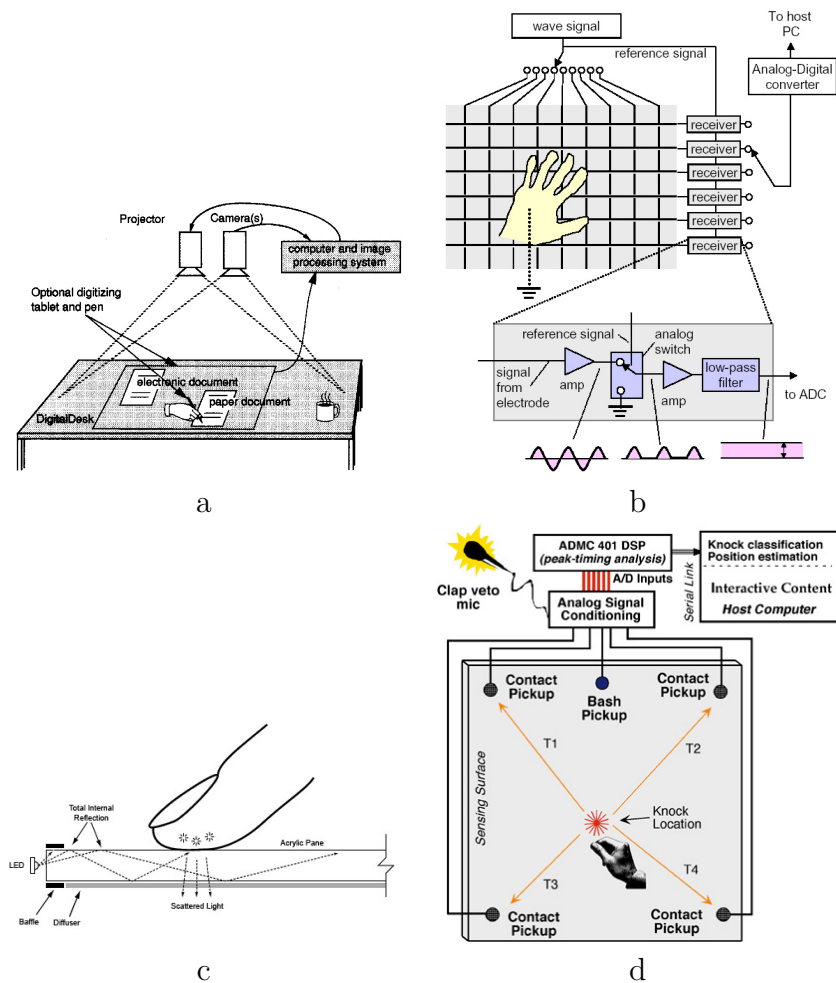 Projector
Camera(s)
computer and image
processing system
Optional digitizing
tablet and pen
electronic document
paper document
DigitalDesk
a
wave signal
reference signal
To host
PC
Analog-Digital
converter
receiver
receiver
receiver
receiver
receiver
receiver
reference signal
analog
switch
signal
from
electrode
amp
amp
low-pass
filter
to ADC
b
Total Internal
Reflection
Acrylic Pane
LED
Scattered Light
Baffle
Diffuser
c
Clap veto
mic
ADMC 401 DSP
(peak-timing analysis)
A/D Inputs
Analog Signal
Conditioning
Serial Link
Knock classification
Position estimation
Interactive Content
Host Computer
Contact
Pickup
Bash
Pickup
Contact
Pickup
T1
T2
Sensing Surface
Knock
Location
T3
T4
Contact
Pickup
Contact
Pickup
d